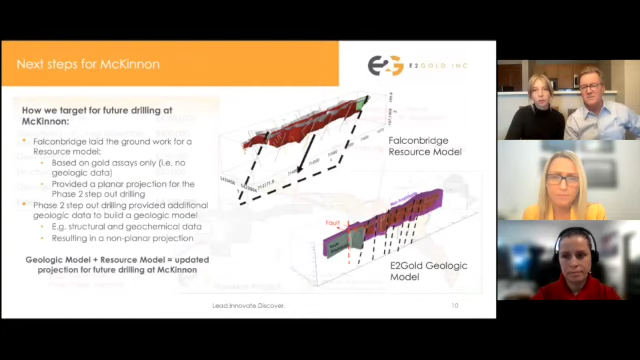 Next steps for McKinnon
E2G E2GOLD INC
How we target for future drilling at
McKinnon:
Falconbridge laid the ground work for a
Resource model;
Based on gold assays only (i.e. no
geologic data)
Provided a planar projection for the
Phase 2 step out drilling
Phase 2 step out drilling provided additional
geologic data to build a geologic model
E.g. structural and geochemical data
Resulting in a non-planar projection
Geologic Model + Resource Model = updated
projection for future drilling at McKinnon
Falconbridge
Resource Model
Fault
E2Gold Geologic
Model
Lead.Innovate.Discover.
10